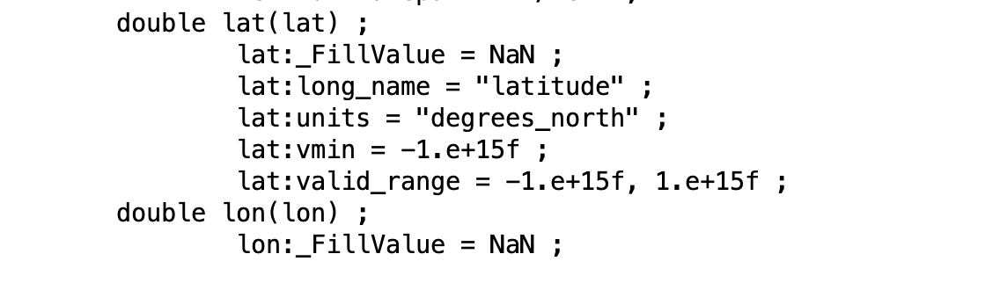 double lat(lat) ;
lat:_FillValue = NaN ;
lat:long_name = "latitude" ;
lat:units = "degrees_north" ;
lat:vmin = -1.e+15f ;
lat:valid_range = -1.e+15f, 1.e+15f ;
double lon(lon) ;
lon:_FillValue = NaN ;